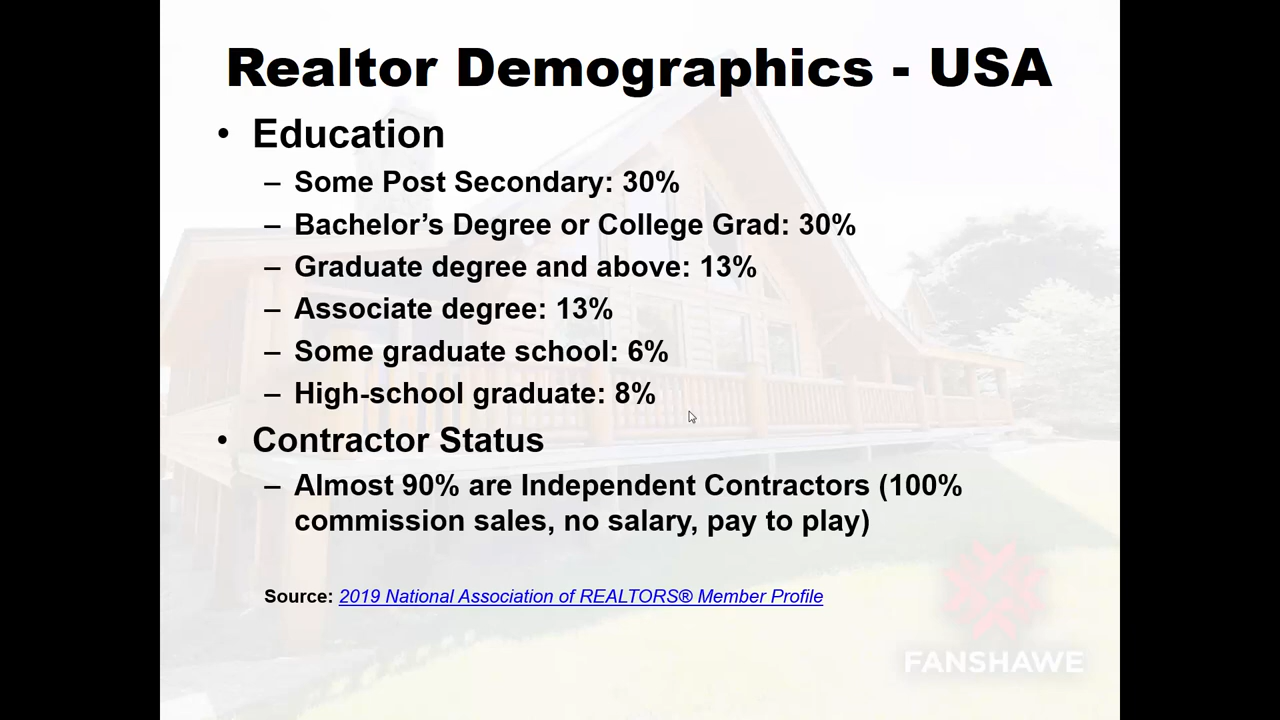 Realtor Demographics - USA
• Education
– Some Post Secondary: 30%
– Bachelor’s Degree or College Grad: 30%
– Graduate degree and above: 13%
– Associate degree: 13%
– Some graduate school: 6%
– High-school graduate: 8%
• Contractor Status
– Almost 90% are Independent Contractors (100%
commission sales, no salary, pay to play)
Source: 2019 National Association of REALTORS® Member Profile
FANSHAWE